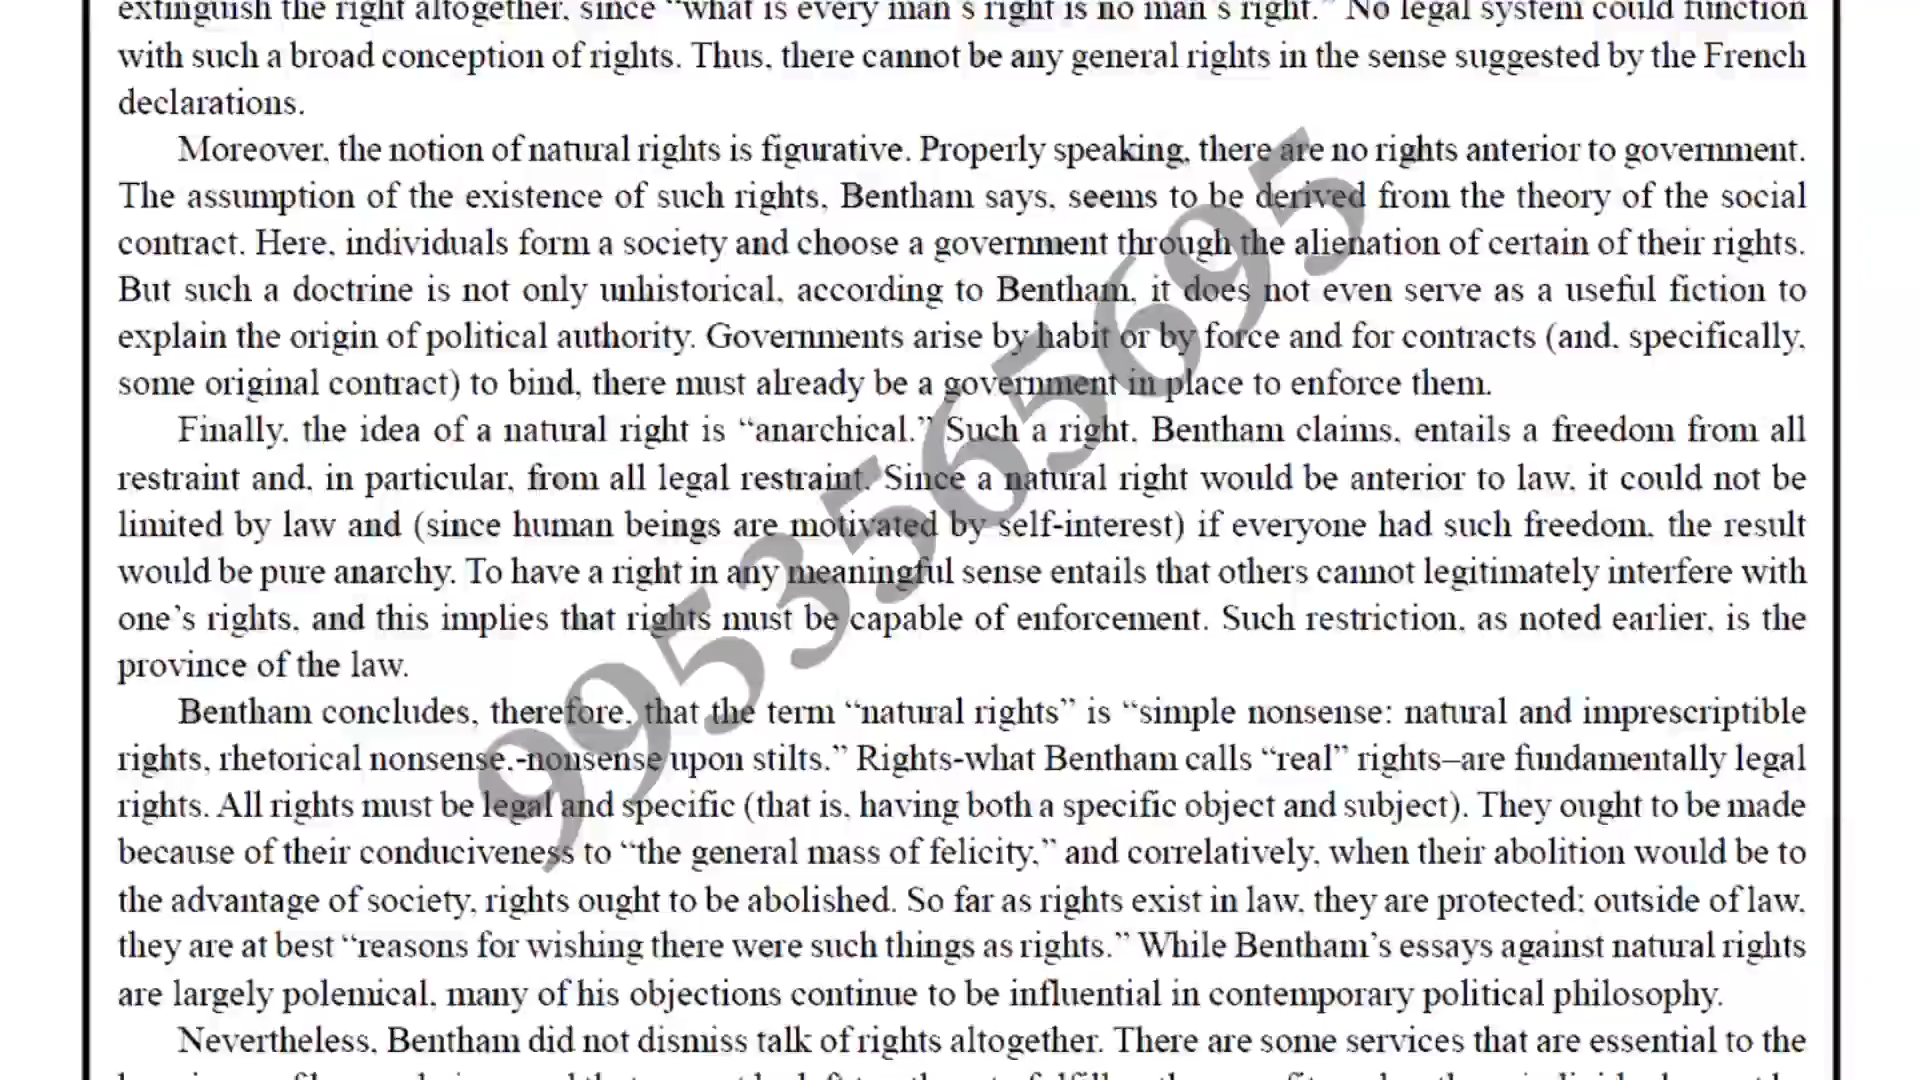 extinguish the right altogether, since “what is every man’s right is no man’s right.” No legal system could function
with such a broad conception of rights. Thus, there cannot be any general rights in the sense suggested by the French
declarations.
Moreover, the notion of natural rights is figurative. Properly speaking, there are no rights anterior to government.
The assumption of the existence of such rights, Bentham says, seems to be derived from the theory of the social
contract. Here, individuals form a society and choose a government through the alienation of certain of their rights.
But such a doctrine is not only unhistorical, according to Bentham, it does not even serve as a useful fiction to
explain the origin of political authority. Governments arise by habit or by force and for contracts (and, specifically,
some original contract) to bind, there must already be a government in place to enforce them.
Finally, the idea of a natural right is “anarchical.” Such a right, Bentham claims, entails a freedom from all
restraint and, in particular, from all legal restraint. Since a natural right would be anterior to law, it could not be
limited by law and (since human beings are motivated by self-interest) if everyone had such freedom, the result
would be pure anarchy. To have a right in any meaningful sense entails that others cannot legitimately interfere with
one’s rights, and this implies that rights must be capable of enforcement. Such restriction, as noted earlier, is the
province of the law.
Bentham concludes, therefore, that the term “natural rights” is “simple nonsense: natural and imprescriptible
rights, rhetorical nonsense,-nonsense upon stilts.” Rights-what Bentham calls “real” rights–are fundamentally legal
rights. All rights must be legal and specific (that is, having both a specific object and subject). They ought to be made
because of their conduciveness to “the general mass of felicity,” and correlatively, when their abolition would be to
the advantage of society, rights ought to be abolished. So far as rights exist in law, they are protected; outside of law,
they are at best “reasons for wishing there were such things as rights.” While Bentham’s essays against natural rights
are largely polemical, many of his objections continue to be influential in contemporary political philosophy.
Nevertheless, Bentham did not dismiss talk of rights altogether. There are some services that are essential to the
9953565695